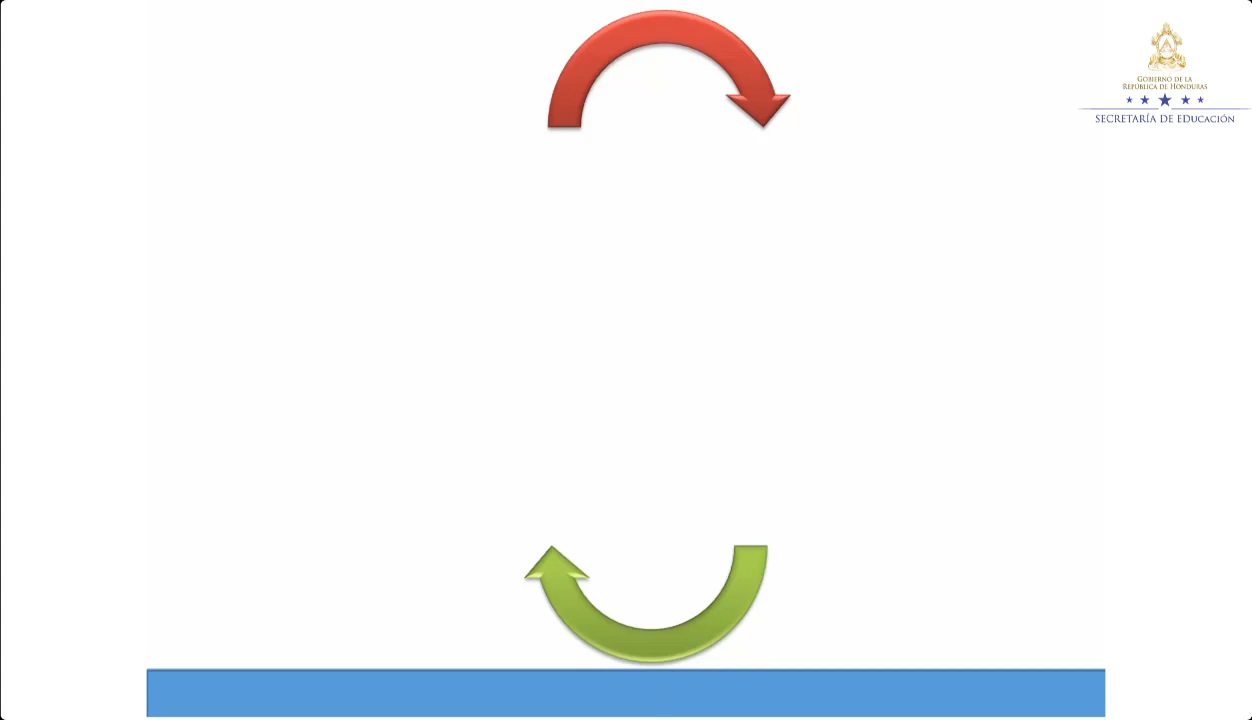 GOBIERNO DE LA
REPÚBLICA DE HONDURAS
SECRETARÍA DE EDUCACIÓN